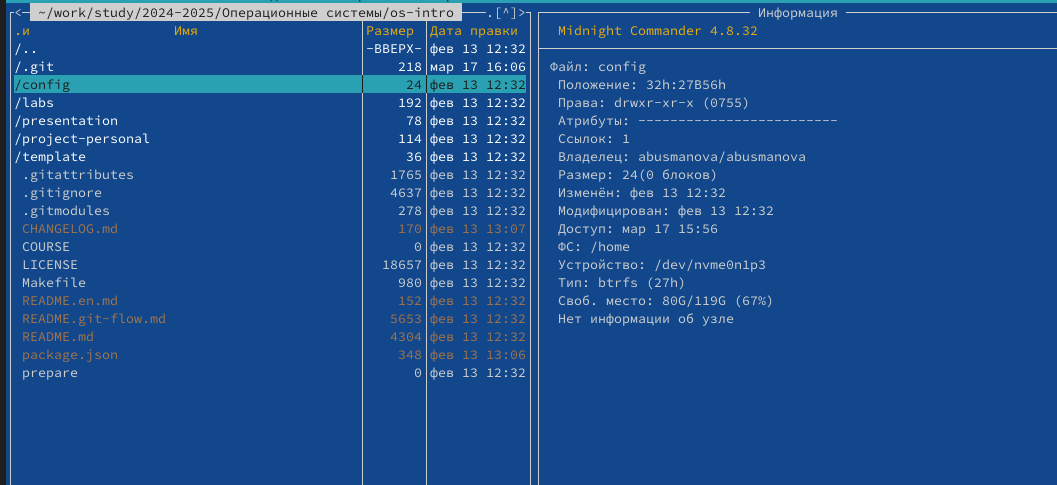 <─ ~/work/study/2024-2025/Операционные системы/os-intro ─.[^]>
.и Имя Размер Дата правки
/.. -ВВЕРХ- фев 13 12:32
/.git 218 мар 17 16:06
/config 24 фев 13 12:32
/labs 192 фев 13 12:32
/presentation 78 фев 13 12:32
/project-personal 114 фев 13 12:32
/template 36 фев 13 12:32
.gitattributes 1765 фев 13 12:32
.gitignore 4637 фев 13 12:32
.gitmodules 278 фев 13 12:32
CHANGELOG.md 170 фев 13 13:07
COURSE 0 фев 13 12:32
LICENSE 18657 фев 13 12:32
Makefile 980 фев 13 12:32
README.en.md 152 фев 13 12:32
README.git-flow.md 5653 фев 13 12:32
README.md 4304 фев 13 12:32
package.json 348 фев 13 13:06
prepare 0 фев 13 12:32
Информация
Midnight Commander 4.8.32
Файл: config
Положение: 32h:27B56h
Права: drwxr-xr-x (0755)
Атрибуты: -------------------------
Ссылок: 1
Владелец: abusmanova/abusmanova
Размер: 24(0 блоков)
Изменён: фев 13 12:32
Модифицирован: фев 13 12:32
Доступ: мар 17 15:56
ФС: /home
Устройство: /dev/nvme0n1p3
Тип: btrfs (27h)
Своб. место: 80G/119G (67%)
Нет информации об узле